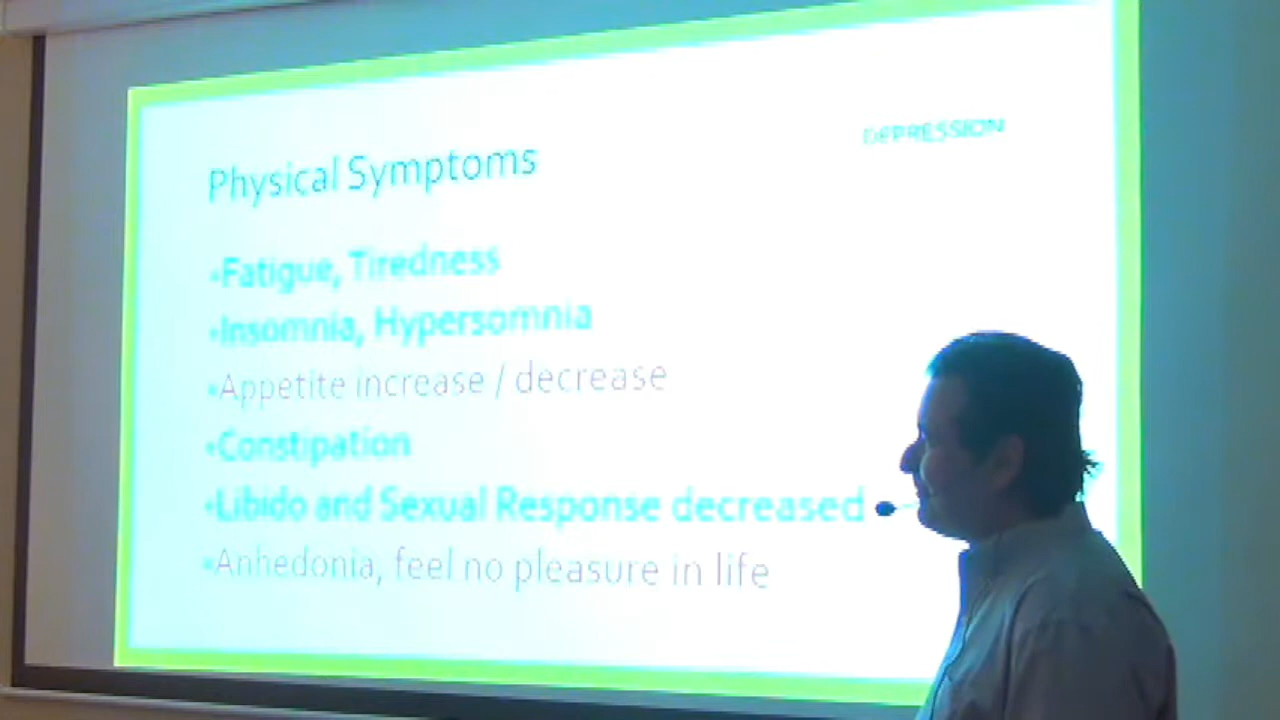 DEPRESSION
Physical Symptoms
•Fatigue, Tiredness
•Insomnia, Hypersomnia
•Appetite increase / decrease
•Constipation
•Libido and Sexual Response decreased
•Anhedonia, feel no pleasure in life